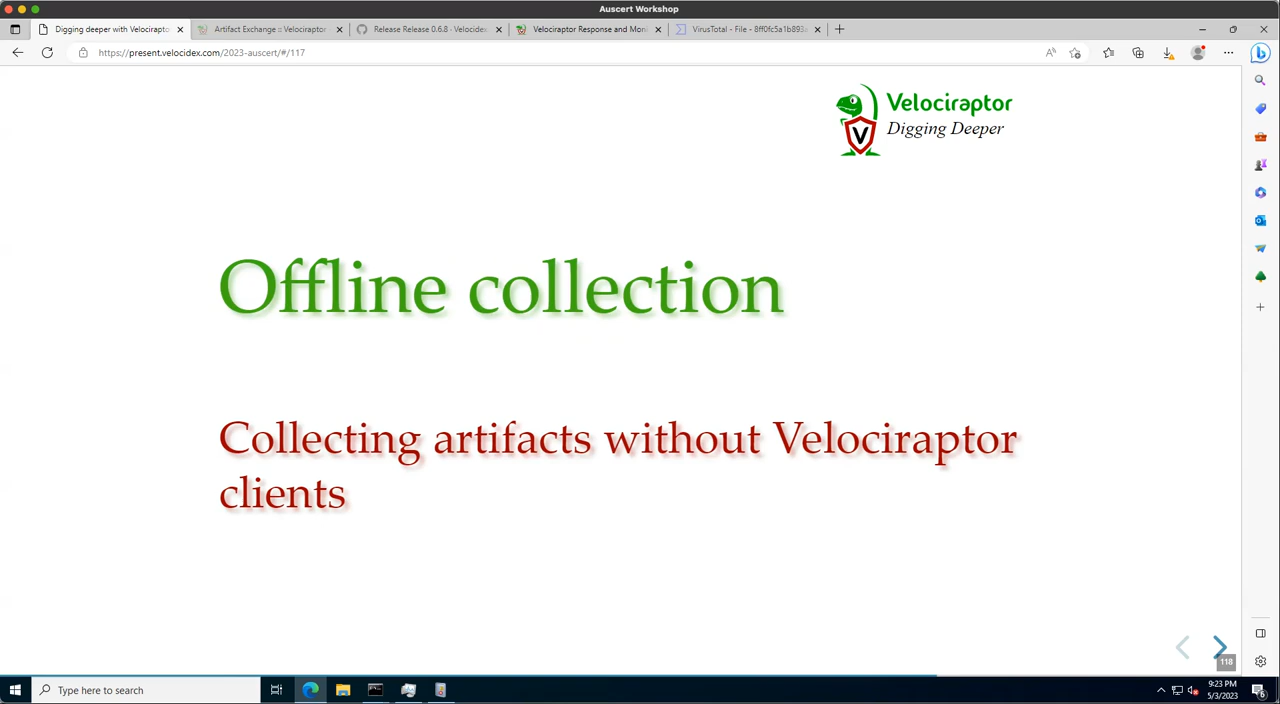 Auscert Workshop
Digging deeper with Velociraptor
Artifact Exchange :: Velociraptor
Release Release 0.6.8 · Velocidex
Velociraptor Response and Moni
VirusTotal - File - 8ff0fc5a1b893
https://present.velocidex.com/2023-auscert/#/117
Velociraptor
Digging Deeper
V
Offline collection
Collecting artifacts without Velociraptor
clients
118
Type here to search
9:23 PM
5/3/2023